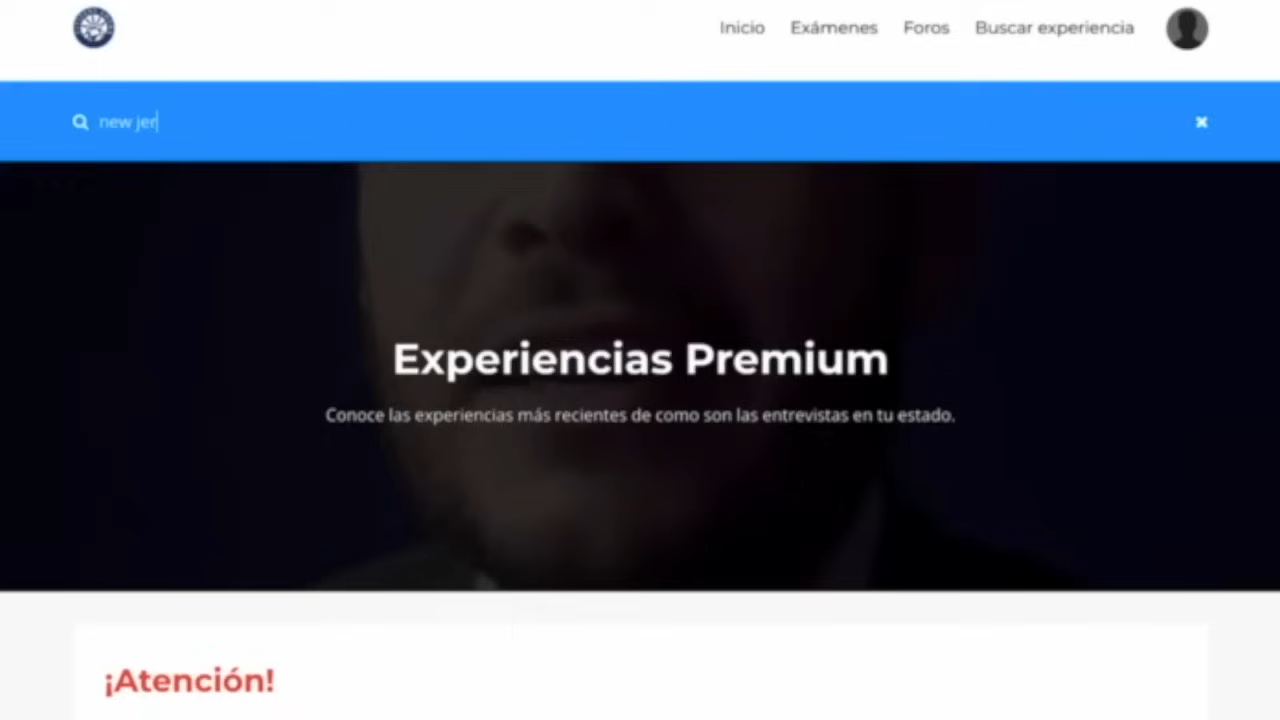 Inicio Exámenes Foros Buscar experiencia
new jer
Experiencias Premium
Conoce las experiencias más recientes de como son las entrevistas en tu estado.
¡Atención!